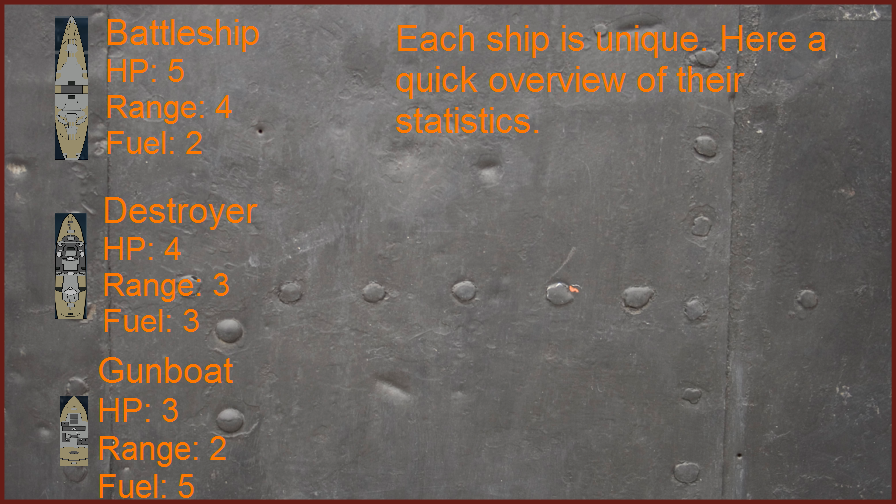 Battleship
HP: 5
Range: 4
Fuel: 2
Each ship is unique. Here a
quick overview of their
statistics.
Destroyer
HP: 4
Range: 3
Fuel: 3
Gunboat
HP: 3
Range: 2
Fuel: 5